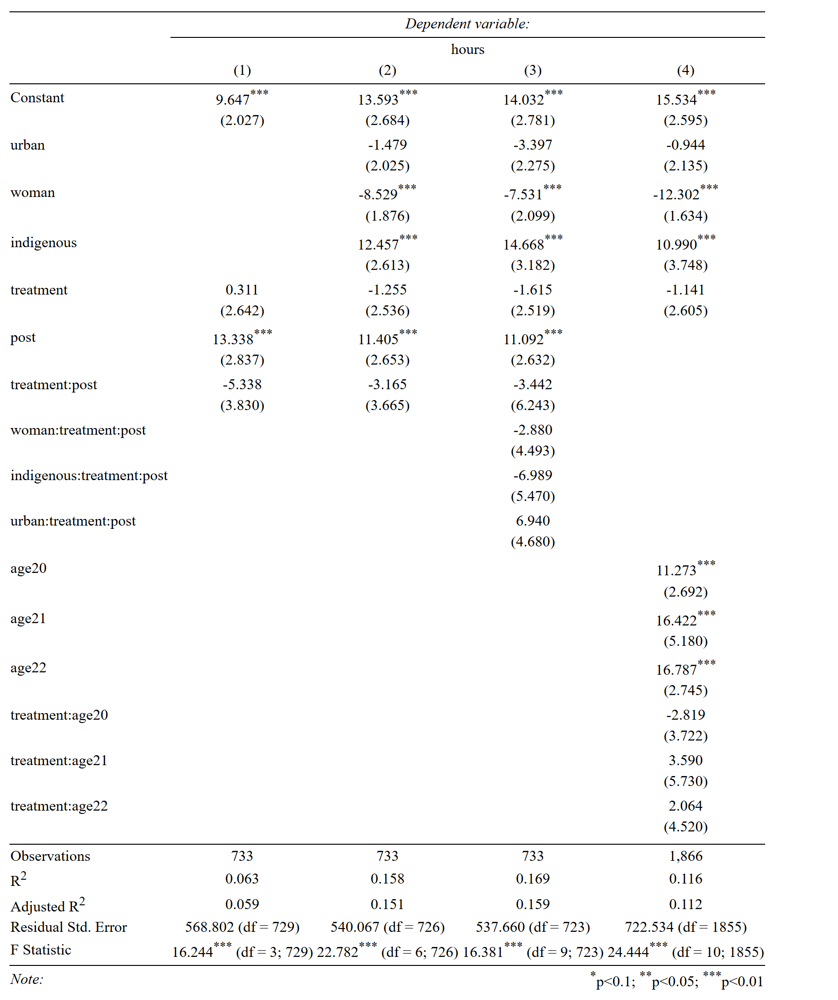 Dependent variable:
hours
(1) (2) (3) (4)
Constant 9.647*** 13.593*** 14.032*** 15.534***
(2.027) (2.684) (2.781) (2.595)
urban -1.479 -3.397 -0.944
(2.025) (2.275) (2.135)
woman -8.529*** -7.531*** -12.302***
(1.876) (2.099) (1.634)
indigenous 12.457*** 14.668*** 10.990***
(2.613) (3.182) (3.748)
treatment 0.311 -1.255 -1.615 -1.141
(2.642) (2.536) (2.519) (2.605)
post 13.338*** 11.405*** 11.092***
(2.837) (2.653) (2.632)
treatment:post -5.338 -3.165 -3.442
(3.830) (3.665) (6.243)
woman:treatment:post -2.880
(4.493)
indigenous:treatment:post -6.989
(5.470)
urban:treatment:post 6.940
(4.680)
age20 11.273***
(2.692)
age21 16.422***
(5.180)
age22 16.787***
(2.745)
treatment:age20 -2.819
(3.722)
treatment:age21 3.590
(5.730)
treatment:age22 2.064
(4.520)
Observations 733 733 733 1,866
R2 0.063 0.158 0.169 0.116
Adjusted R2 0.059 0.151 0.159 0.112
Residual Std. Error 568.802 (df = 729) 540.067 (df = 726) 537.660 (df = 723) 722.534 (df = 1855)
F Statistic 16.244*** (df = 3; 729) 22.782*** (df = 6; 726) 16.381*** (df = 9; 723) 24.444*** (df = 10; 1855)
Note: *p<0.1; **p<0.05; ***p<0.01